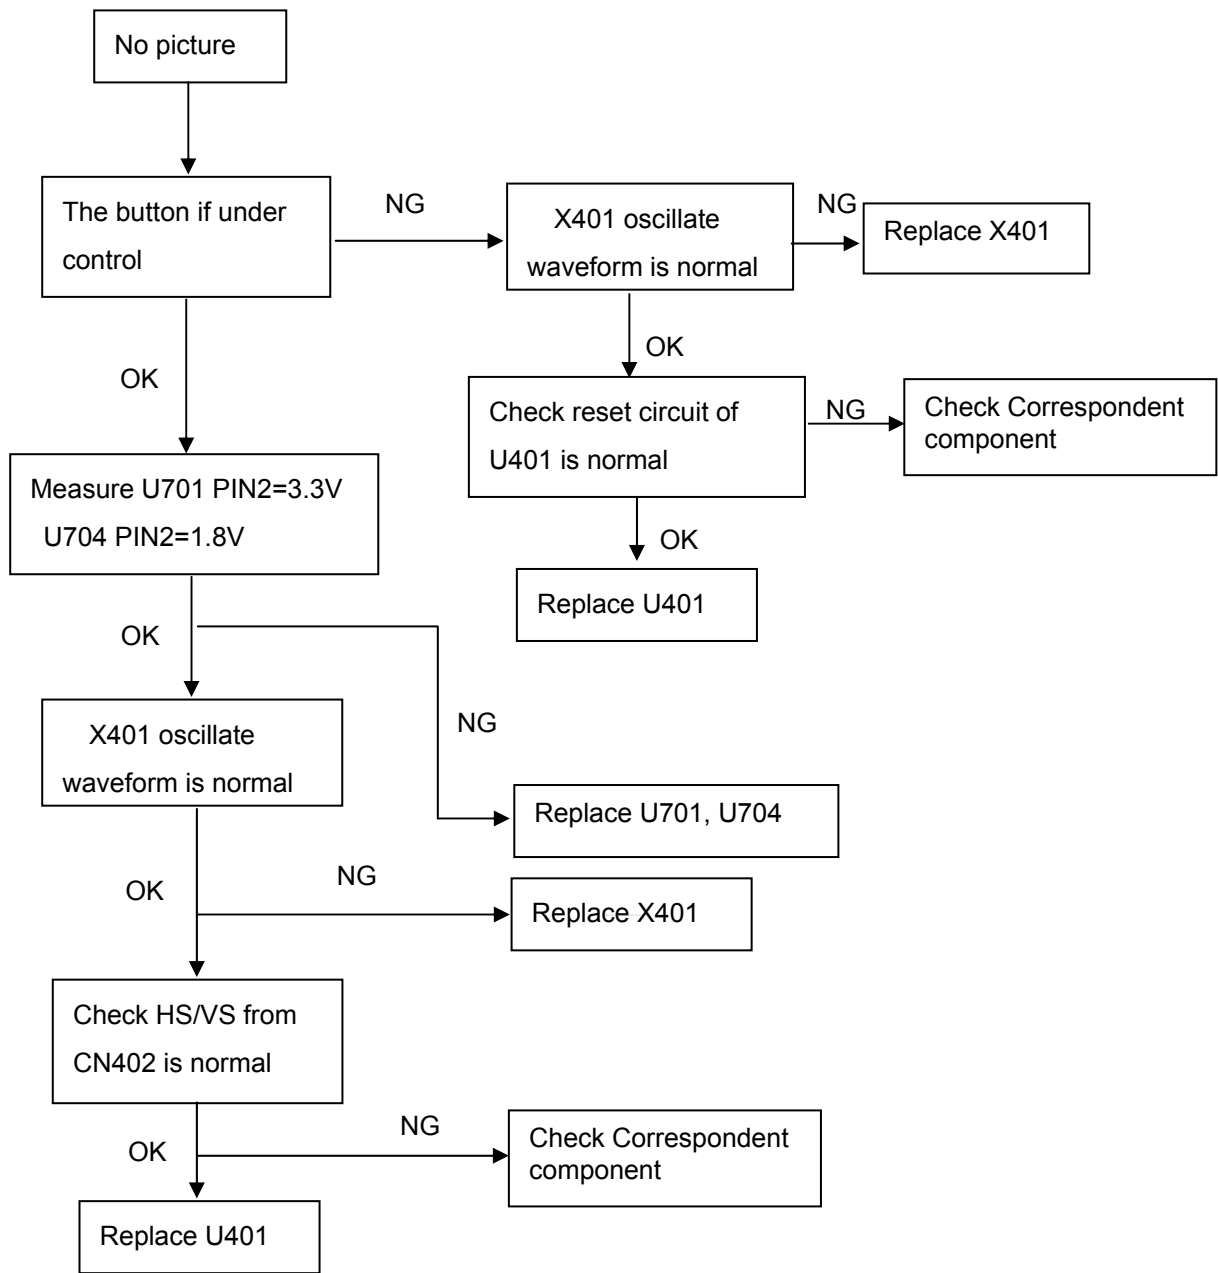 No picture
The button if under
control
NG
X401 oscillate
waveform is normal
NG
Replace X401
OK
Check reset circuit of
U401 is normal
NG
Check Correspondent
component
OK
Replace U401
OK
Measure U701 PIN2=3.3V
U704 PIN2=1.8V
OK
NG
Replace U701, U704
X401 oscillate
waveform is normal
OK
NG
Replace X401
Check HS/VS from
CN402 is normal
OK
NG
Check Correspondent
component
Replace U401